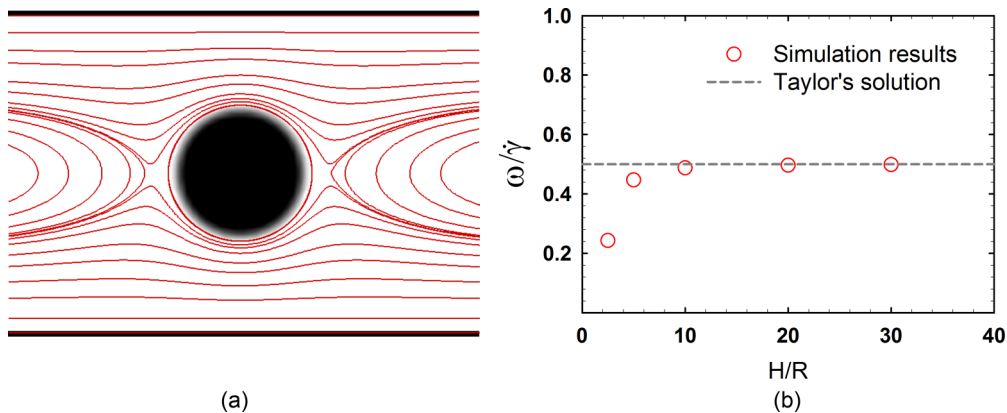 1.0
Simulation results
Taylor's solution
0.8
0.6
ω/γ̇
0.4
0.2
0 10 20 30 40
H/R
(a) (b)